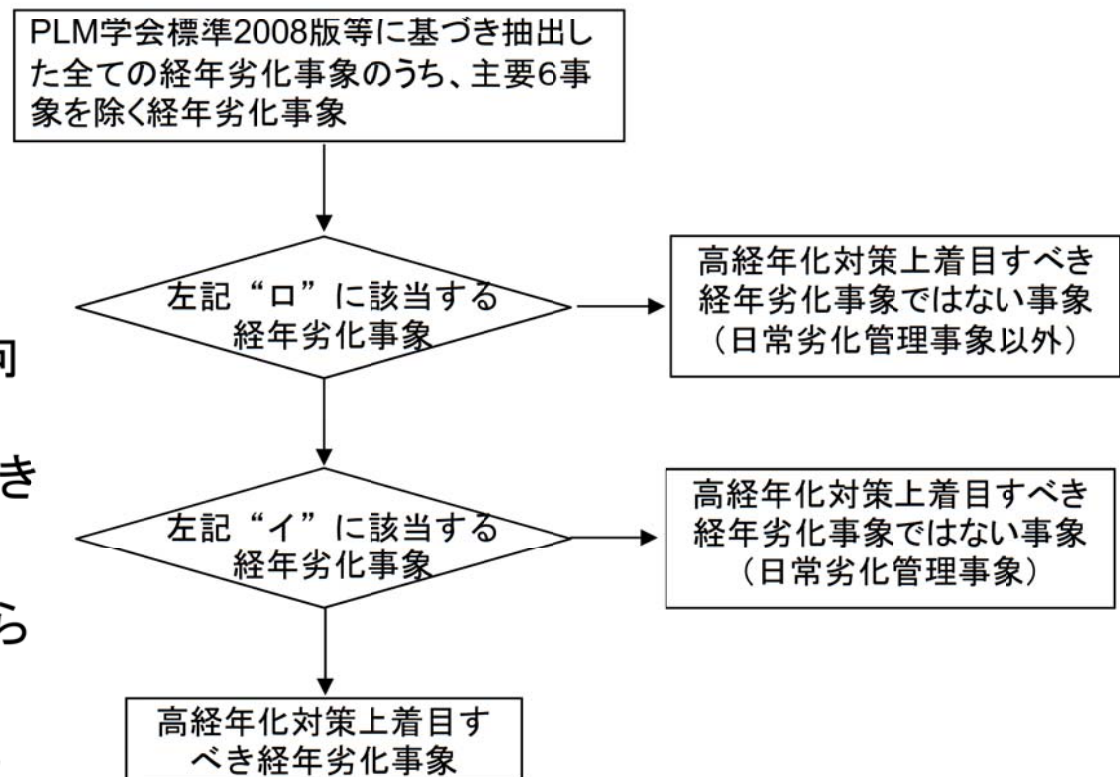 PLM学会標準2008版等に基づき抽出し
た全ての経年劣化事象のうち、主要6事
象を除く経年劣化事象
左記“ロ”に該当する
経年劣化事象
高経年化対策上着目すべき
経年劣化事象ではない事象
（日常劣化管理事象以外）
き
ら
左記“イ”に該当する
経年劣化事象
高経年化対策上着目すべき
経年劣化事象ではない事象
（日常劣化管理事象）
高経年化対策上着目す
べき経年劣化事象